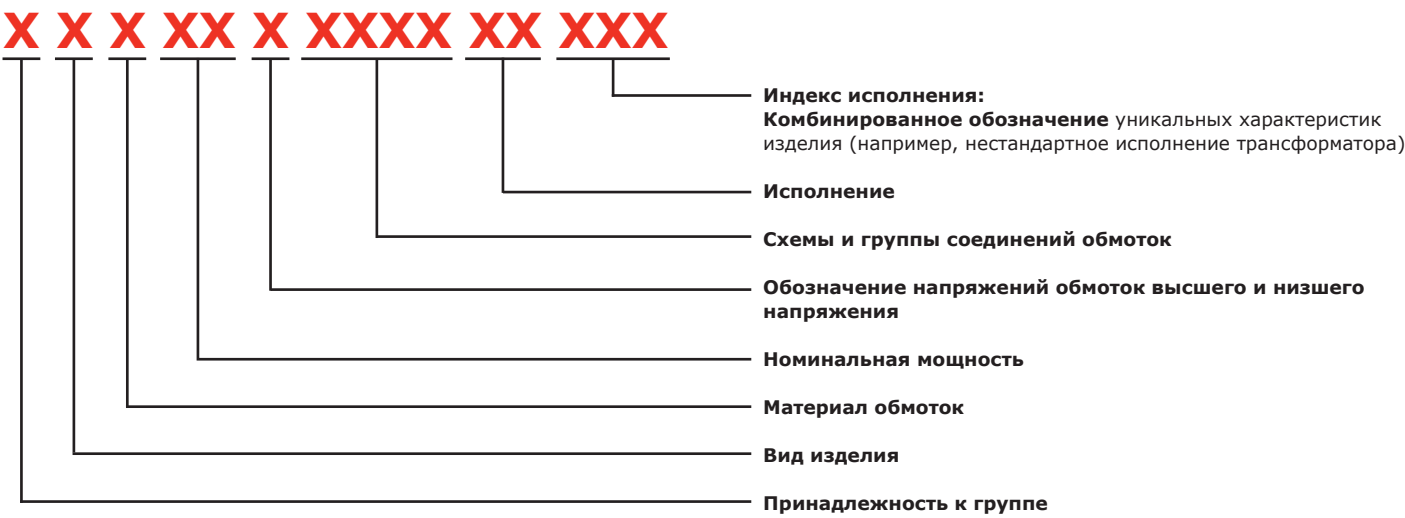 X X X XX X XXXX XX XXX
Индекс исполнения:
Комбинированное обозначение уникальных характеристик
изделия (например, нестандартное исполнение трансформатора)
Исполнение
Схемы и группы соединений обмоток
Обозначение напряжений обмоток высшего и низшего
напряжения
Номинальная мощность
Материал обмоток
Вид изделия
Принадлежность к группе